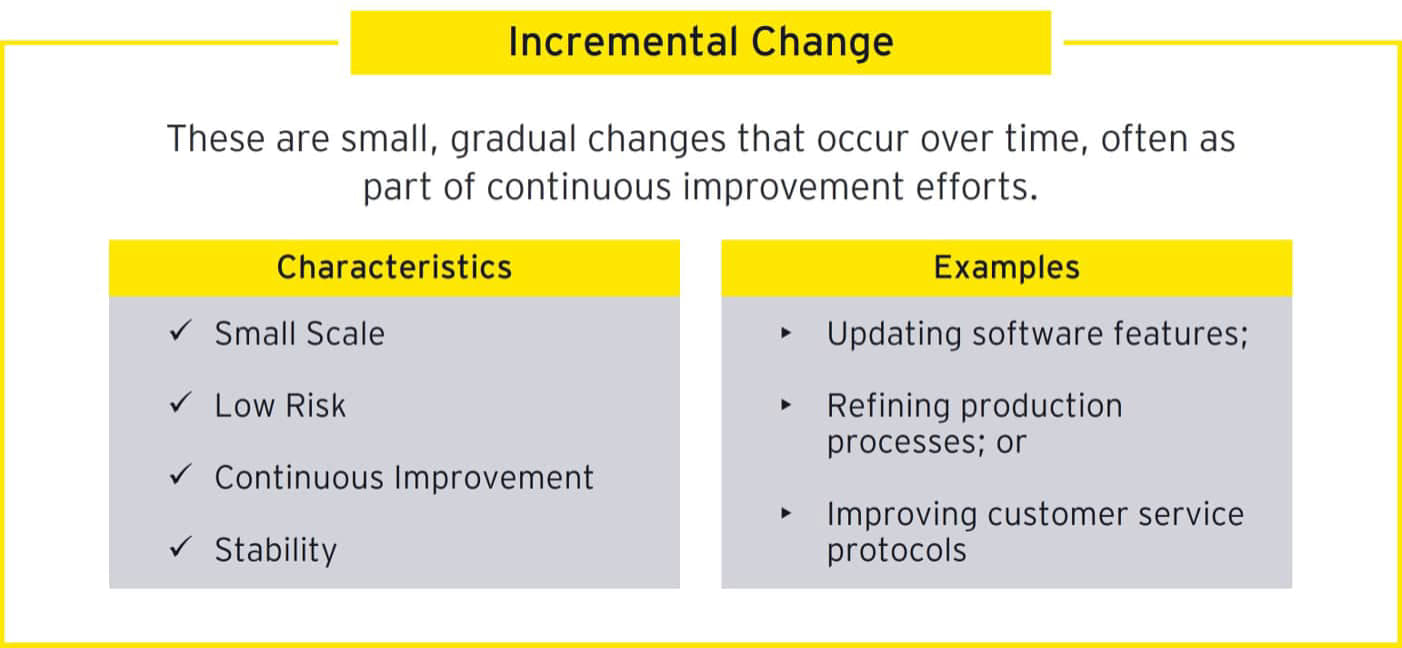 Incremental Change
These are small, gradual changes that occur over time, often as
part of continuous improvement efforts.
Characteristics
✓ Small Scale
✓ Low Risk
✓ Continuous Improvement
✓ Stability
Examples
▸ Updating software features;
▸ Refining production
processes; or
▸ Improving customer service
protocols